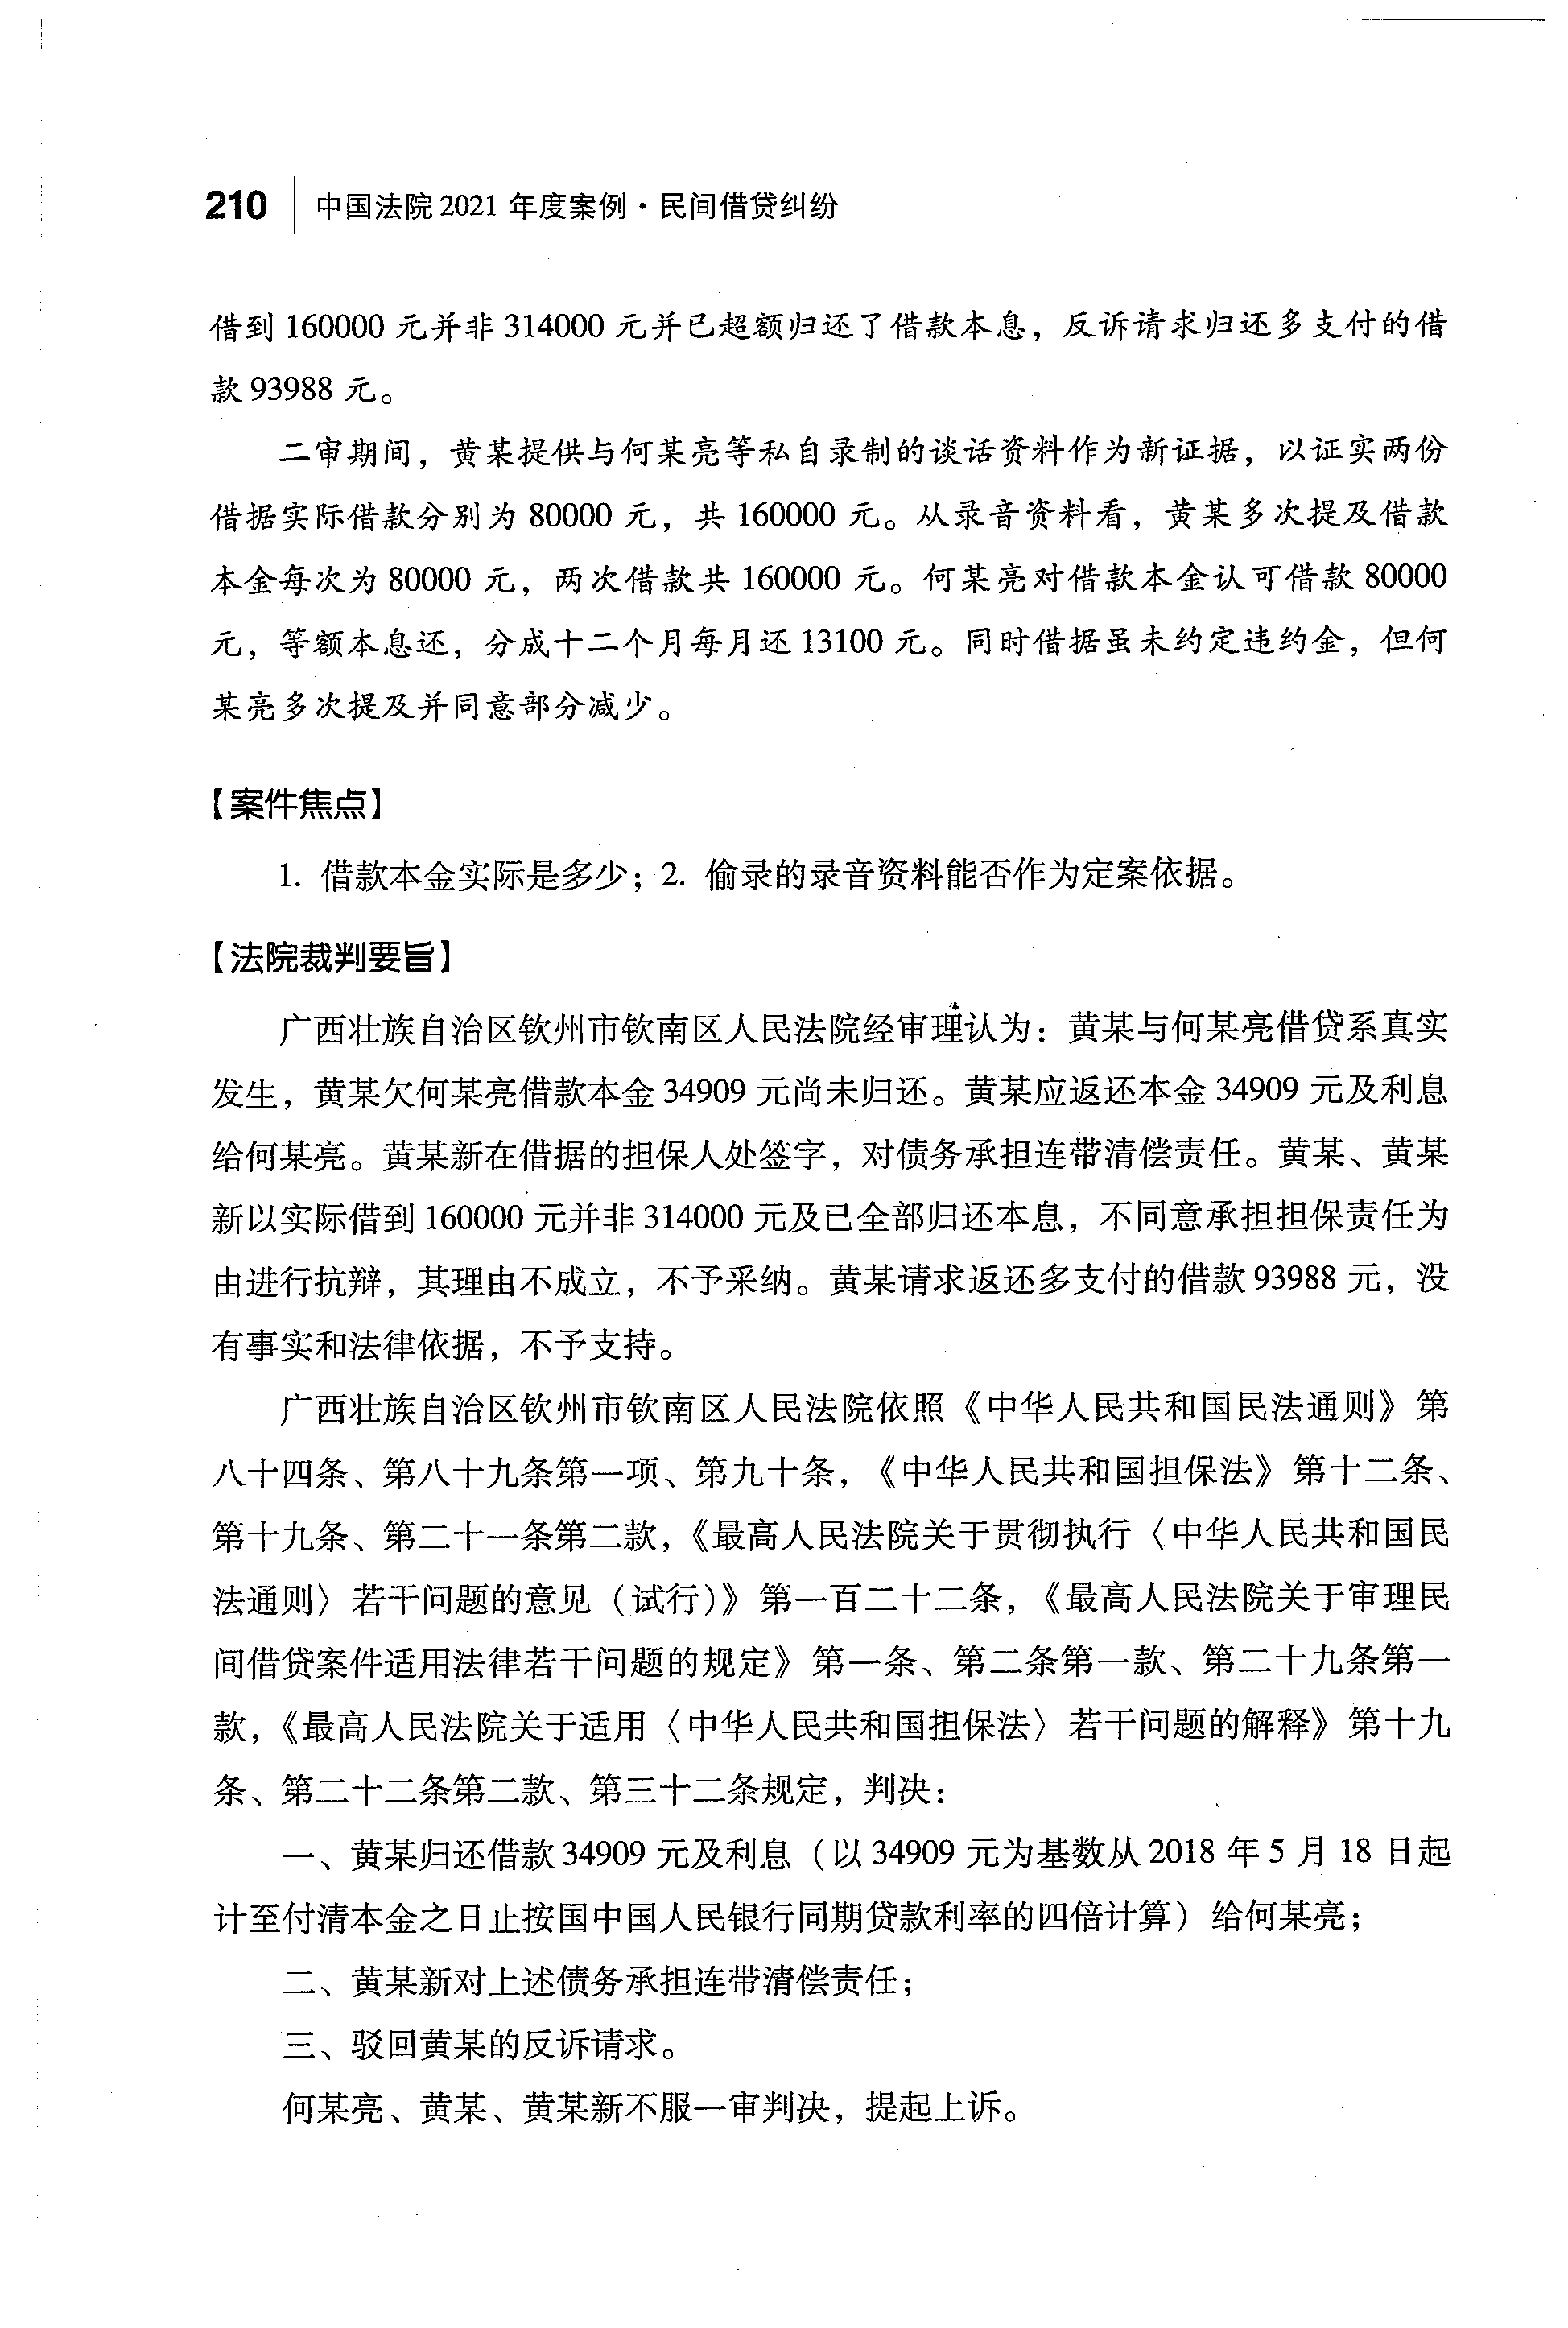 210 中国法院2021年度案例·民间借贷纠纷
借到160000元并非314000元并已超额归还了借款本息，反诉请求归还多支付的借
款93988元。
二审期间，黄某提供与何某亮等私自录制的谈话资料作为新证据，以证实两份
借据实际借款分别为80000元，共160000元。从录音资料看，黄某多次提及借款
本金每次为80000元，两次借款共160000元。何某亮对借款本金认可借款80000
元，等额本息还，分成十二个月每月还13100元。同时借据虽未约定违约金，但何
某亮多次提及并同意部分减少。
【案件焦点】
1. 借款本金实际是多少；2. 偷录的录音资料能否作为定案依据。
【法院裁判要旨】
广西壮族自治区钦州市钦南区人民法院经审理认为：黄某与何某亮借贷系真实
发生，黄某欠何某亮借款本金34909元尚未归还。黄某应返还本金34909元及利息
给何某亮。黄某新在借据的担保人处签字，对债务承担连带清偿责任。黄某、黄某
新以实际借到160000元并非314000元及已全部归还本息，不同意承担担保责任为
由进行抗辩，其理由不成立，不予采纳。黄某请求返还多支付的借款93988元，没
有事实和法律依据，不予支持。
广西壮族自治区钦州市钦南区人民法院依照《中华人民共和国民法通则》第
八十四条、第八十九条第一项、第九十条，《中华人民共和国担保法》第十二条、
第十九条、第二十一条第二款，《最高人民法院关于贯彻执行〈中华人民共和国民
法通则〉若干问题的意见（试行）》第一百二十二条，《最高人民法院关于审理民
间借贷案件适用法律若干问题的规定》第一条、第二条第一款、第二十九条第一
款，《最高人民法院关于适用〈中华人民共和国担保法〉若干问题的解释》第十九
条、第二十二条第二款、第三十二条规定，判决：
一、黄某归还借款34909元及利息（以34909元为基数从2018年5月18日起
计至付清本金之日止按国中国人民银行同期贷款利率的四倍计算）给何某亮；
二、黄某新对上述债务承担连带清偿责任；
三、驳回黄某的反诉请求。
何某亮、黄某、黄某新不服一审判决，提起上诉。